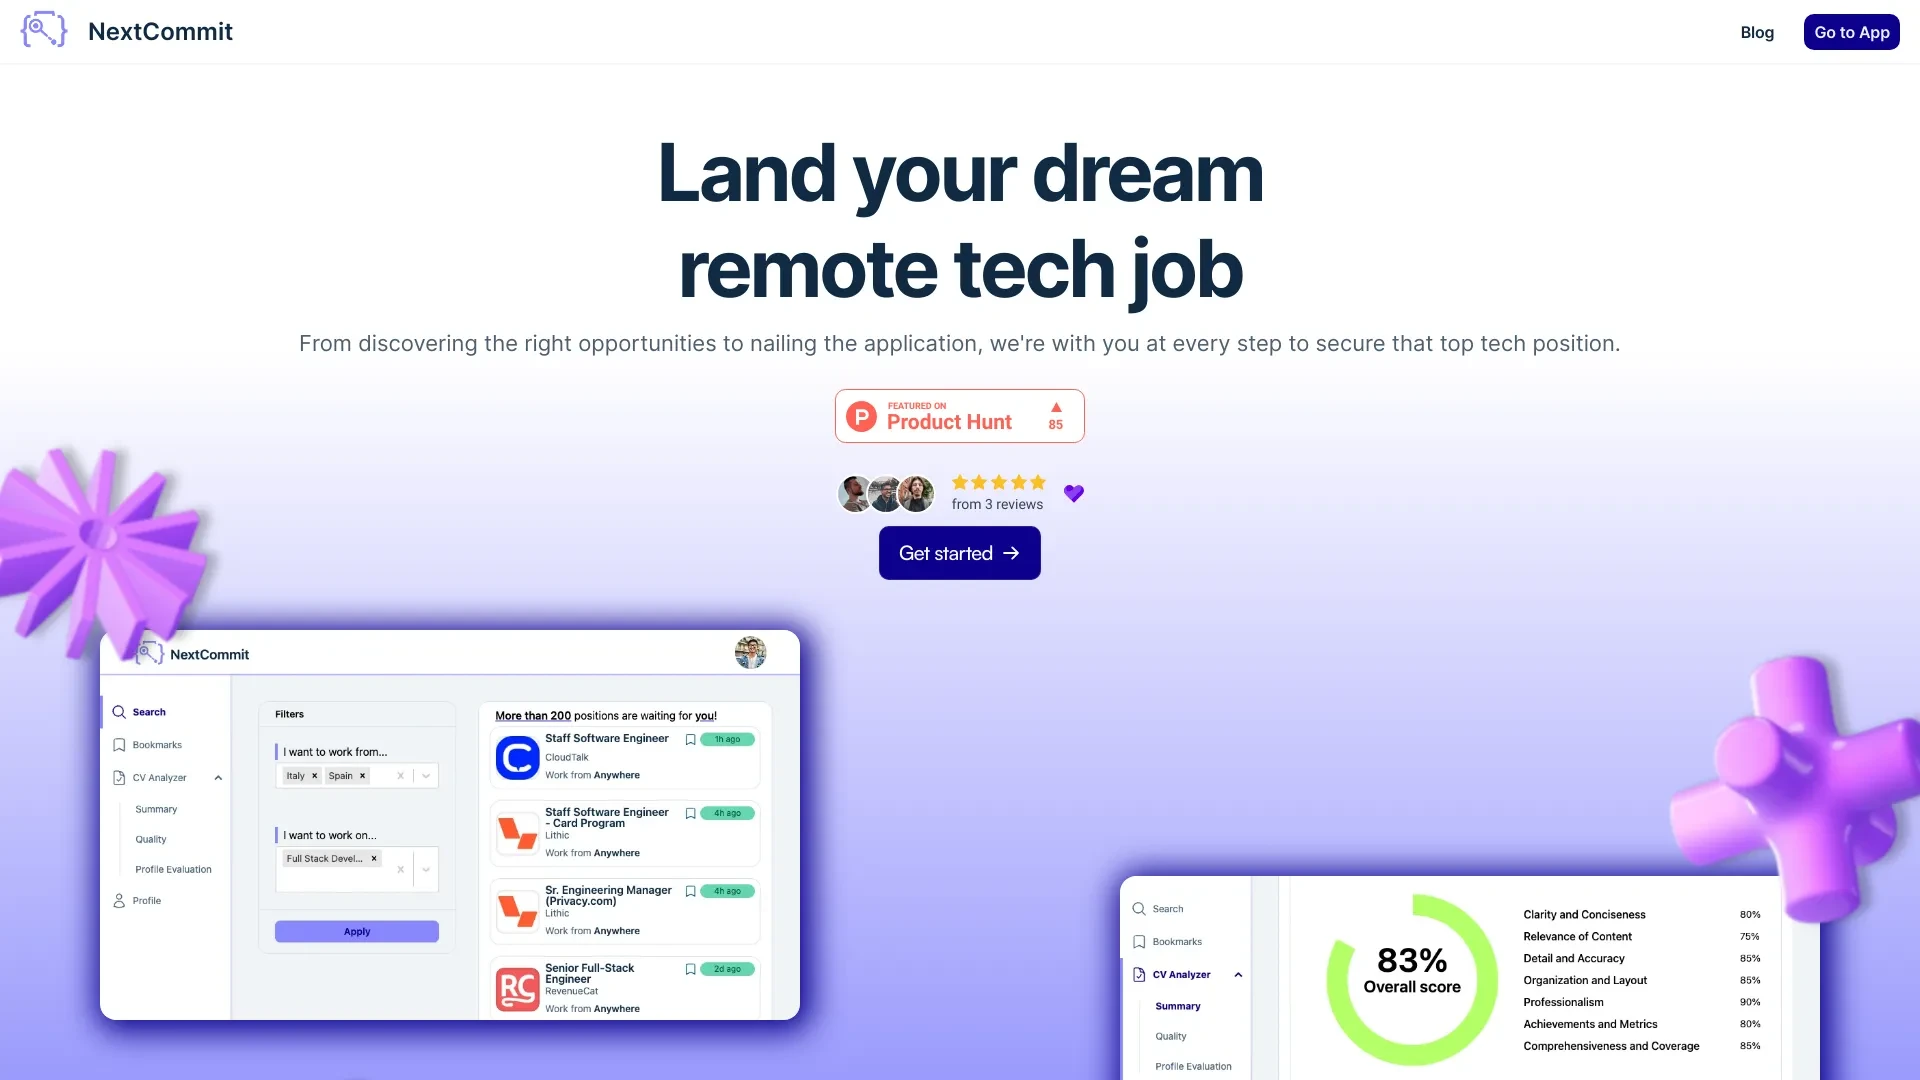 NextCommit
Blog
Go to App
Land your dream
remote tech job
From discovering the right opportunities to nailing the application, we're with you at every step to secure that top tech position.
P
FEATURED ON
Product Hunt
85
from 3 reviews
Get started →
NextCommit
Search
Bookmarks
CV Analyzer
Summary
Quality
Profile Evaluation
Profile
Filters
I want to work from...
Italy × Spain ×
I want to work on...
Full Stack Devel... ×
Apply
More than 200 positions are waiting for you!
Staff Software Engineer
1h ago
CloudTalk
Work from Anywhere
Staff Software Engineer
- Card Program
4h ago
Lithic
Work from Anywhere
Sr. Engineering Manager
(Privacy.com)
4h ago
Lithic
Work from Anywhere
RC
Senior Full-Stack
Engineer
2d ago
RevenueCat
Work from Anywhere
Search
Bookmarks
CV Analyzer
Summary
Quality
Profile Evaluation
83%
Overall score
Clarity and Conciseness 80%
Relevance of Content 75%
Detail and Accuracy 85%
Organization and Layout 85%
Professionalism 90%
Achievements and Metrics 80%
Comprehensiveness and Coverage 85%